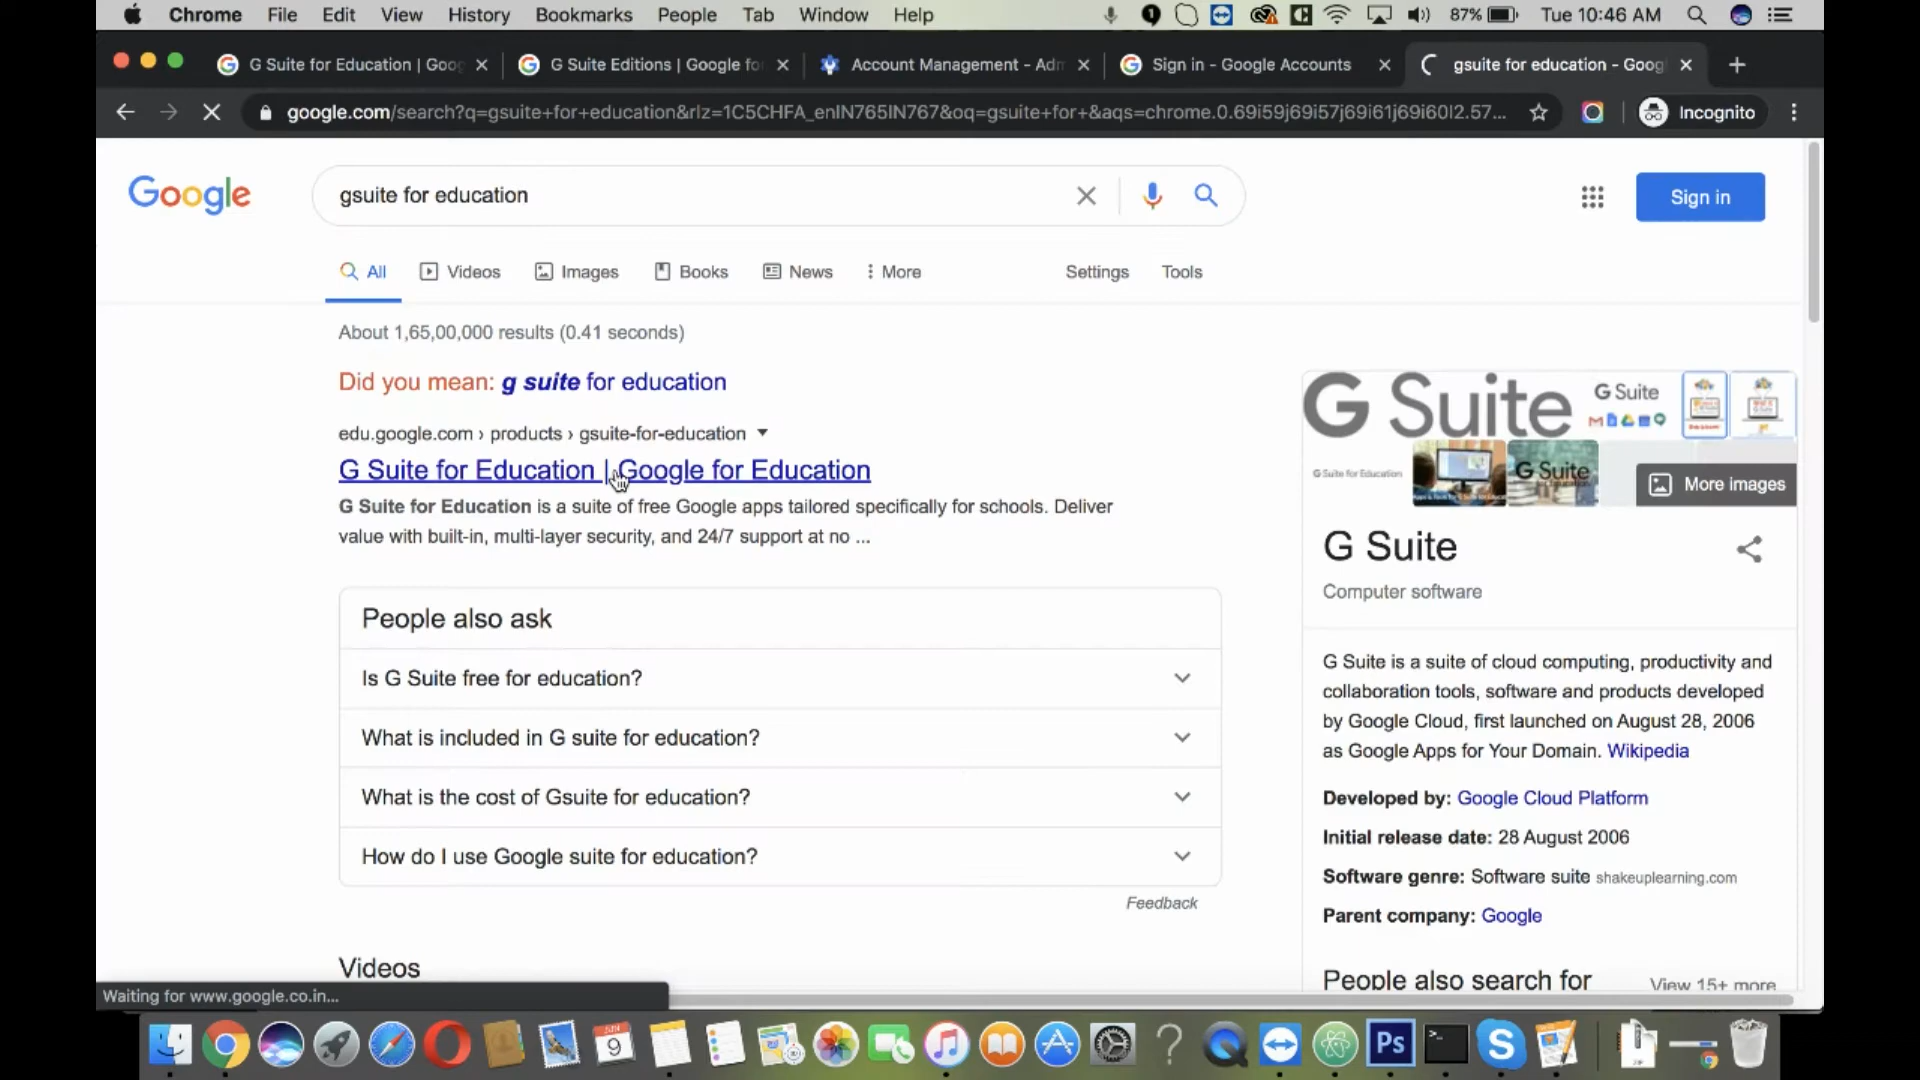 Chrome File Edit View History Bookmarks People Tab Window Help 87% Tue 10:46 AM
G Suite for Education | Goog G Suite Editions | Google fo Account Management - Adm Sign in - Google Accounts gsuite for education - Goog
google.com/search?q=gsuite+for+education&rlz=1C5CHFA_enIN765IN767&oq=gsuite+for+&aqs=chrome.0.69i59j69i57j69i61j69i60l2.57... Incognito
Google gsuite for education Sign in
All Videos Images Books News More Settings Tools
About 1,65,00,000 results (0.41 seconds)
Did you mean: g suite for education
edu.google.com › products › gsuite-for-education
G Suite for Education | Google for Education
G Suite for Education is a suite of free Google apps tailored specifically for schools. Deliver
value with built-in, multi-layer security, and 24/7 support at no ...
People also ask
Is G Suite free for education?
What is included in G suite for education?
What is the cost of Gsuite for education?
How do I use Google suite for education?
Feedback
Videos
G Suite
G Suite
G Suite for Education
G Suite
More images
G Suite
Computer software
G Suite is a suite of cloud computing, productivity and
collaboration tools, software and products developed
by Google Cloud, first launched on August 28, 2006
as Google Apps for Your Domain. Wikipedia
Developed by: Google Cloud Platform
Initial release date: 28 August 2006
Software genre: Software suite shakeuplearning.com
Parent company: Google
People also search for View 15+ more
Waiting for www.google.co.in...
JUN
9
Ps